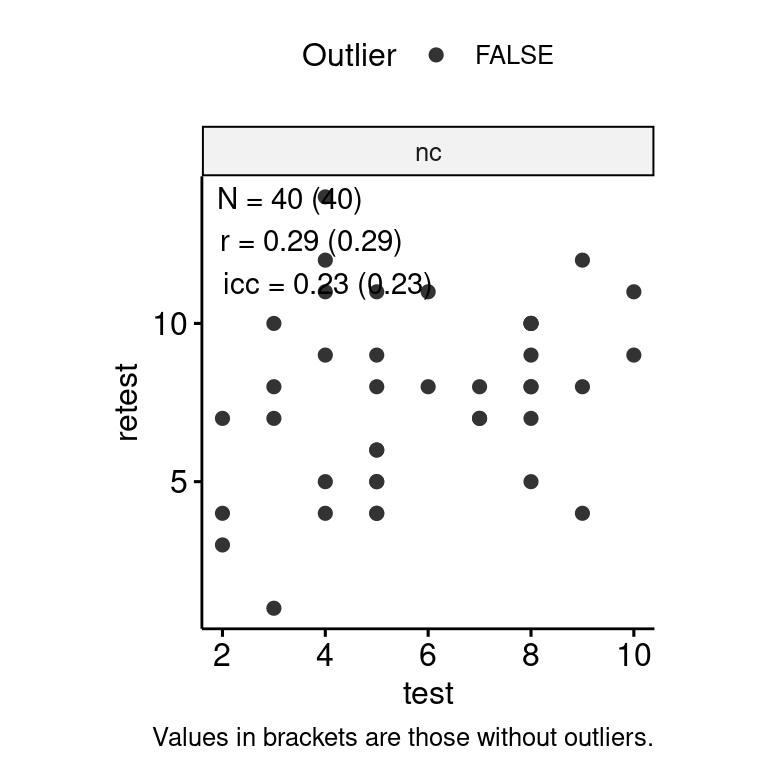 Outlier FALSE
nc
N = 40 (40)
r = 0.29 (0.29)
icc = 0.23 (0.23)
10
5
retest
2 4 6 8 10
test
Values in brackets are those without outliers.